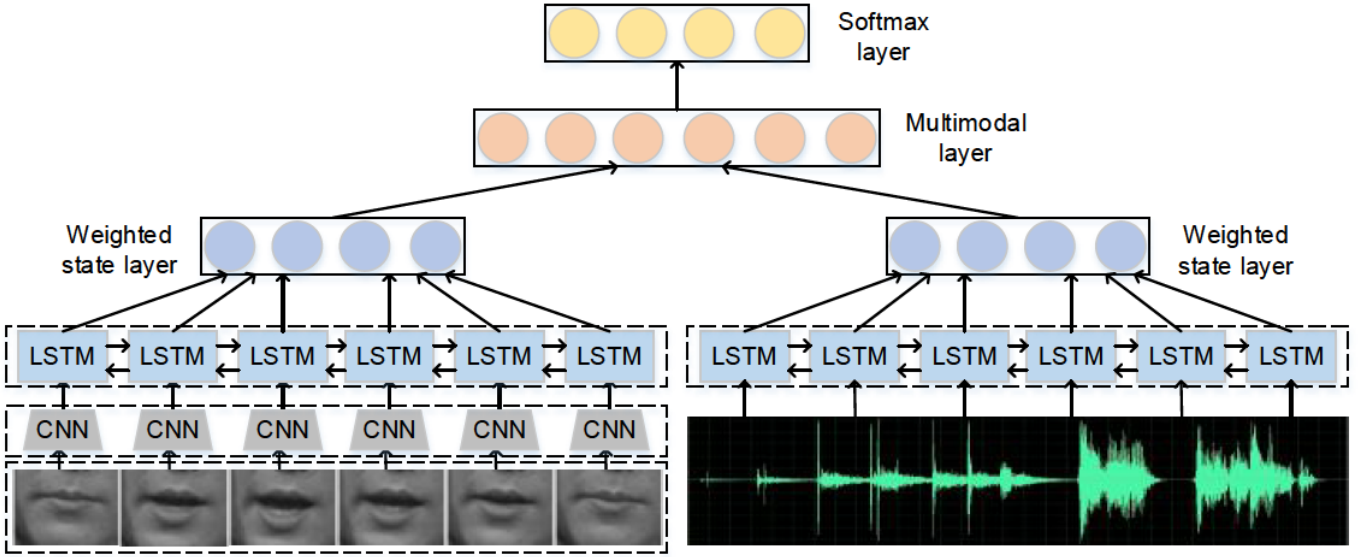 Softmax
layer
Multimodal
layer
Weighted
state layer
Weighted
state layer
LSTM LSTM LSTM LSTM LSTM LSTM
LSTM LSTM LSTM LSTM LSTM LSTM
CNN CNN CNN CNN CNN CNN